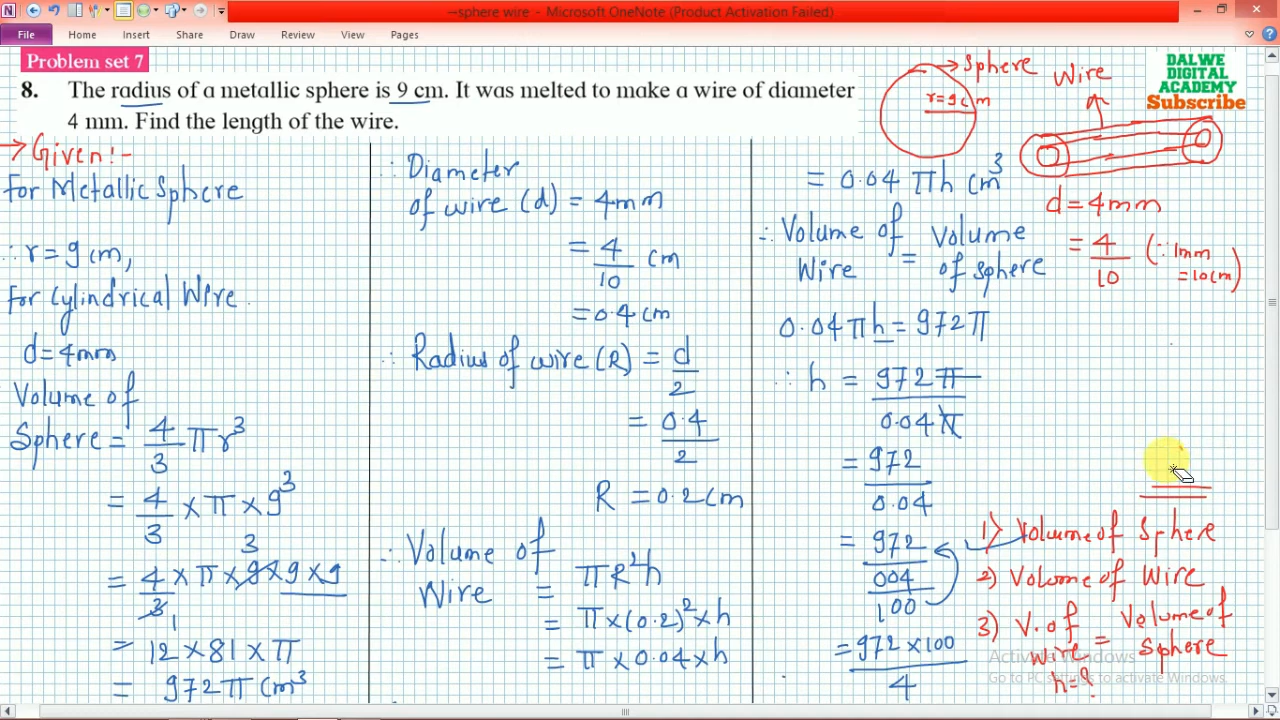 →sphere wire - Microsoft OneNote (Product Activation Failed)
File Home Insert Share Draw Review View Pages
Problem set 7
8. The radius of a metallic sphere is 9 cm. It was melted to make a wire of diameter
4 mm. Find the length of the wire.
DALWE
DIGITAL
ACADEMY
Subscribe
→ Given:-
For Metallic Sphere
∴ r = 9 cm,
For Cylindrical Wire
d = 4mm
Volume of
Sphere = 4/3 πr³
= 4/3 × π × 9³
3
= 4/3 × π × 9 × 9 × 9
1
= 12 × 81 × π
= 972π cm³
∴ Diameter
of wire (d) = 4mm
= 4/10 cm
= 0.4 cm
∴ Radius of wire (R) = d/2
= 0.4/2
R = 0.2 cm
∴ Volume of
Wire = πR²h
= π × (0.2)² × h
= π × 0.04 × h
= 0.04 πh cm³
∴ Volume of Wire = Volume of sphere
0.04πh = 972π
∴ h = 972π/0.04π
= 972/0.04
= 972/004/100
= 972×100/4
→ Sphere
r=9cm
Wire
d = 4mm
= 4/10 (∵ 1mm
= 10cm)
1) Volume of Sphere
2) Volume of Wire
3) V. of wire = Volume of Sphere
h=?
Activate Windows
Go to PC settings to activate Windows.